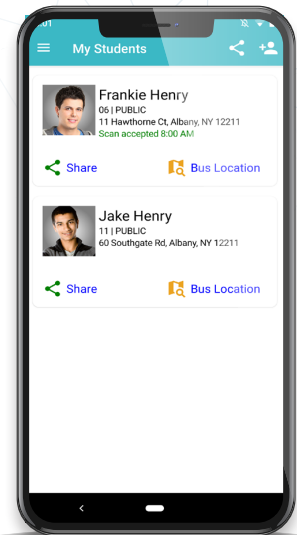 My Students
Frankie Henry
06 | PUBLIC
11 Hawthorne Ct, Albany, NY 12211
Scan accepted 8:00 AM
Share
Bus Location
Jake Henry
11 | PUBLIC
60 Southgate Rd, Albany, NY 12211
Share
Bus Location